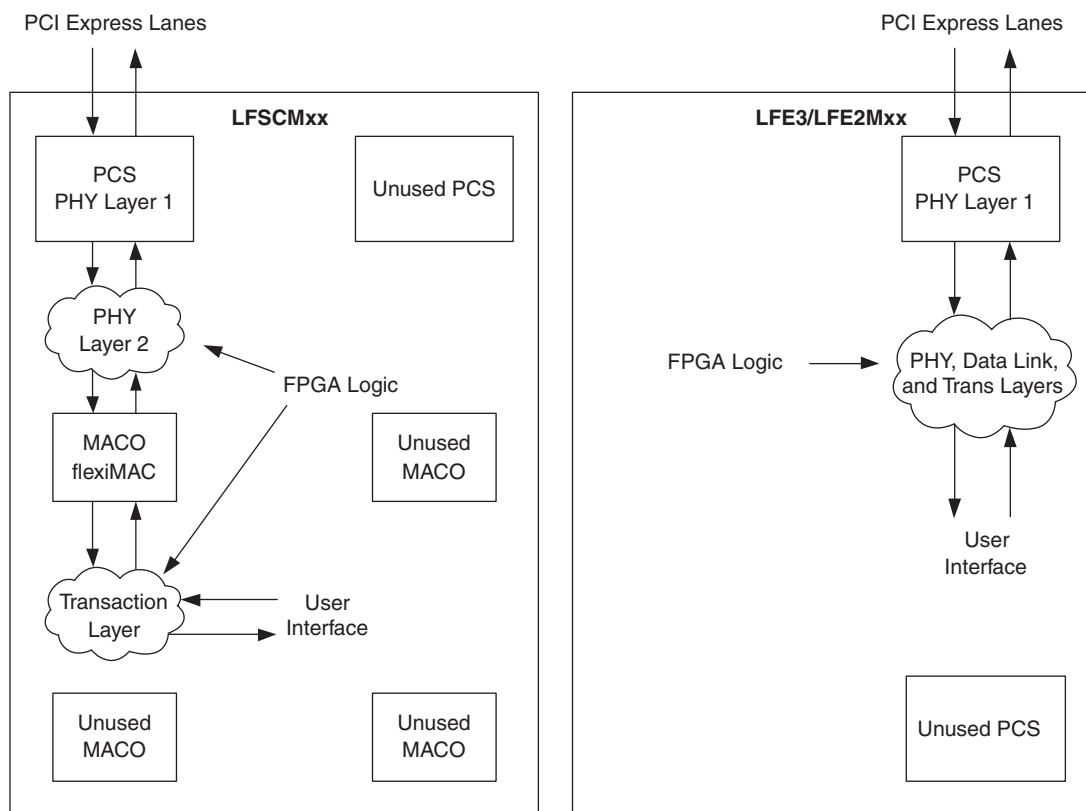 PCI Express Lanes
LFSCMxx
PCS
PHY Layer 1
Unused PCS
PHY
Layer 2
FPGA Logic
MACO
flexiMAC
Unused
MACO
Transaction
Layer
User
Interface
Unused
MACO
Unused
MACO
PCI Express Lanes
LFE3/LFE2Mxx
PCS
PHY Layer 1
FPGA Logic
PHY, Data Link,
and Trans Layers
User
Interface
Unused PCS